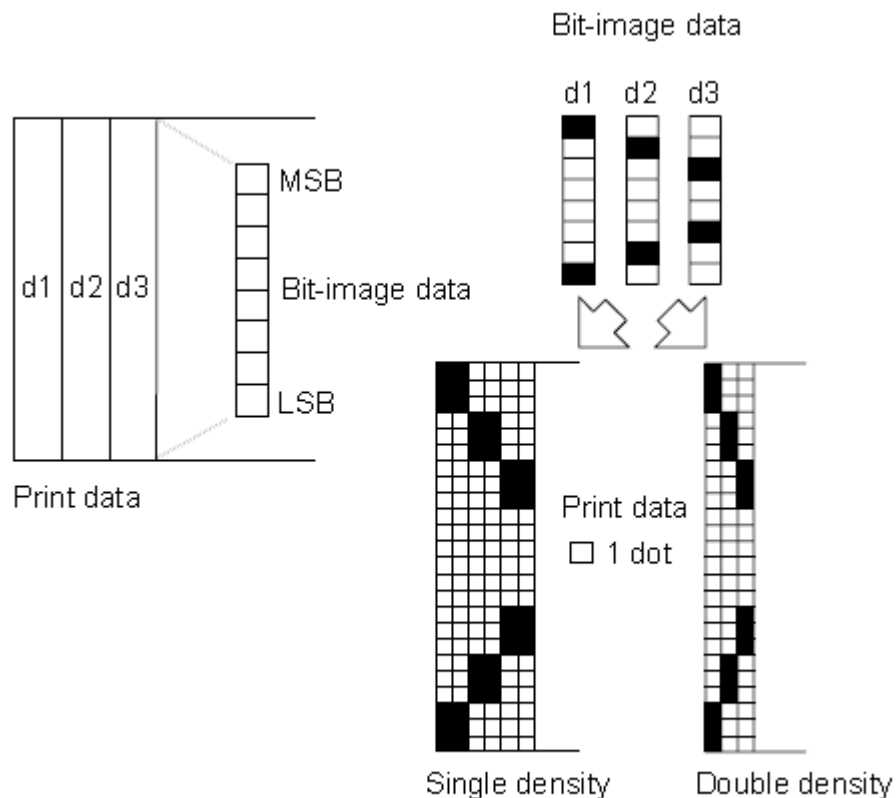 Bit-image data
d1 d2 d3
MSB
d1 d2 d3
Bit-image data
LSB
Print data
Print data
1 dot
Single density
Double density